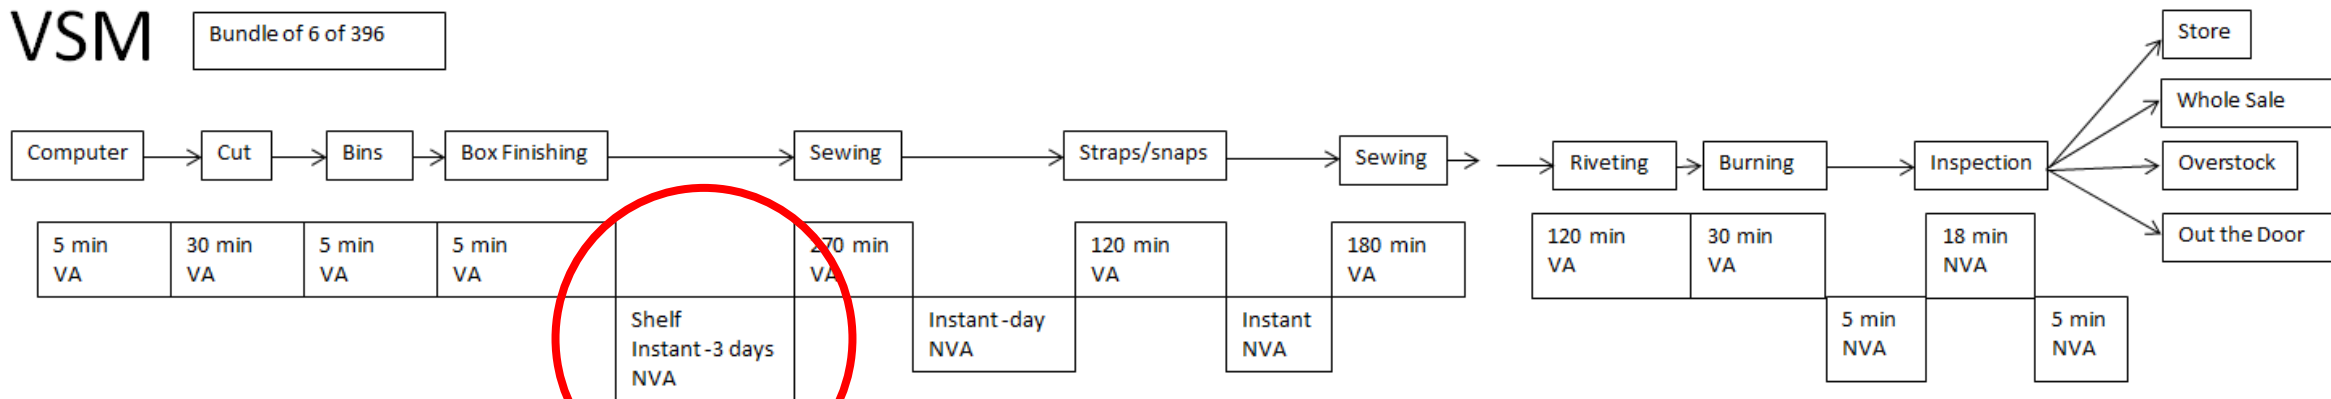 VSM
Bundle of 6 of 396
Computer
Cut
Bins
Box Finishing
Sewing
Straps/snaps
Sewing
Riveting
Burning
Inspection
Store
Whole Sale
Overstock
Out the Door
5 min
VA
30 min
VA
5 min
VA
5 min
VA
Shelf
Instant-3 days
NVA
270 min
VA
Instant-day
NVA
120 min
VA
Instant
NVA
180 min
VA
120 min
VA
30 min
VA
5 min
NVA
18 min
NVA
5 min
NVA